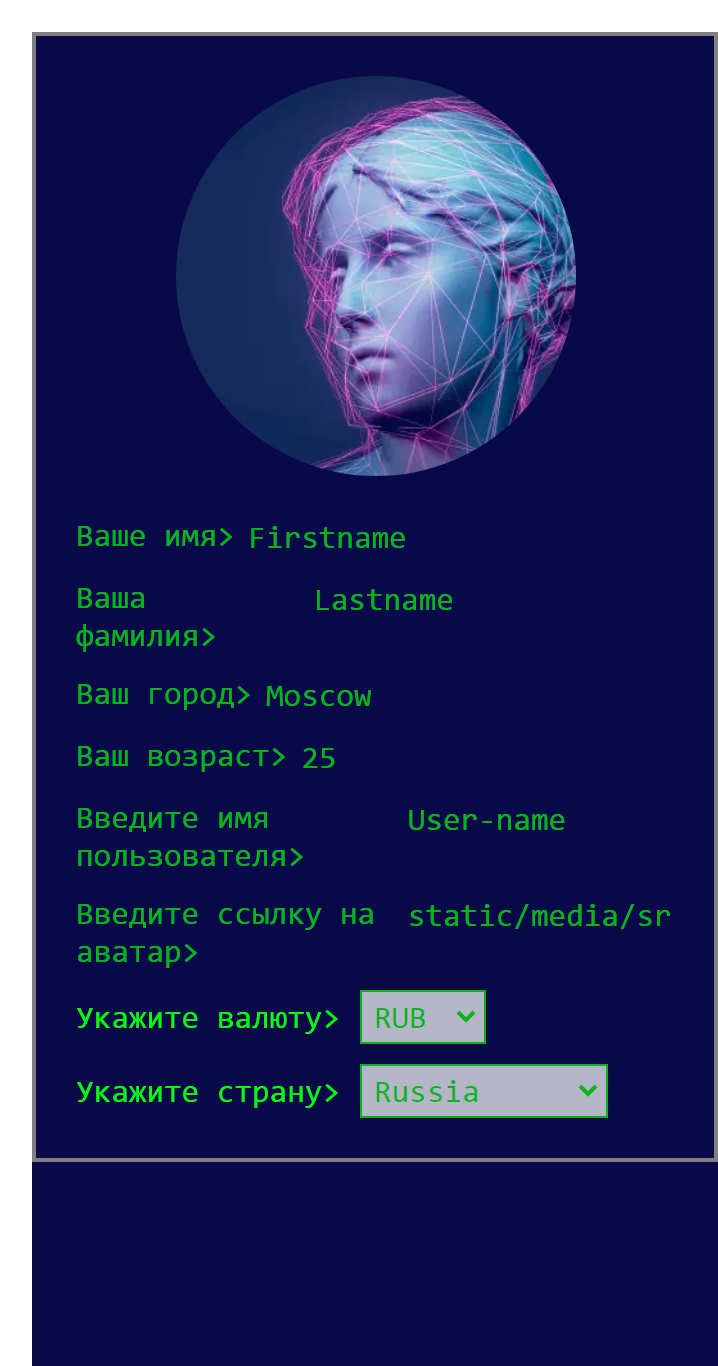 Ваше имя> Firstname
Ваша Lastname
фамилия>
Ваш город> Moscow
Ваш возраст> 25
Введите имя User-name
пользователя>
Введите ссылку на static/media/sr
аватар>
Укажите валюту> RUB
Укажите страну> Russia